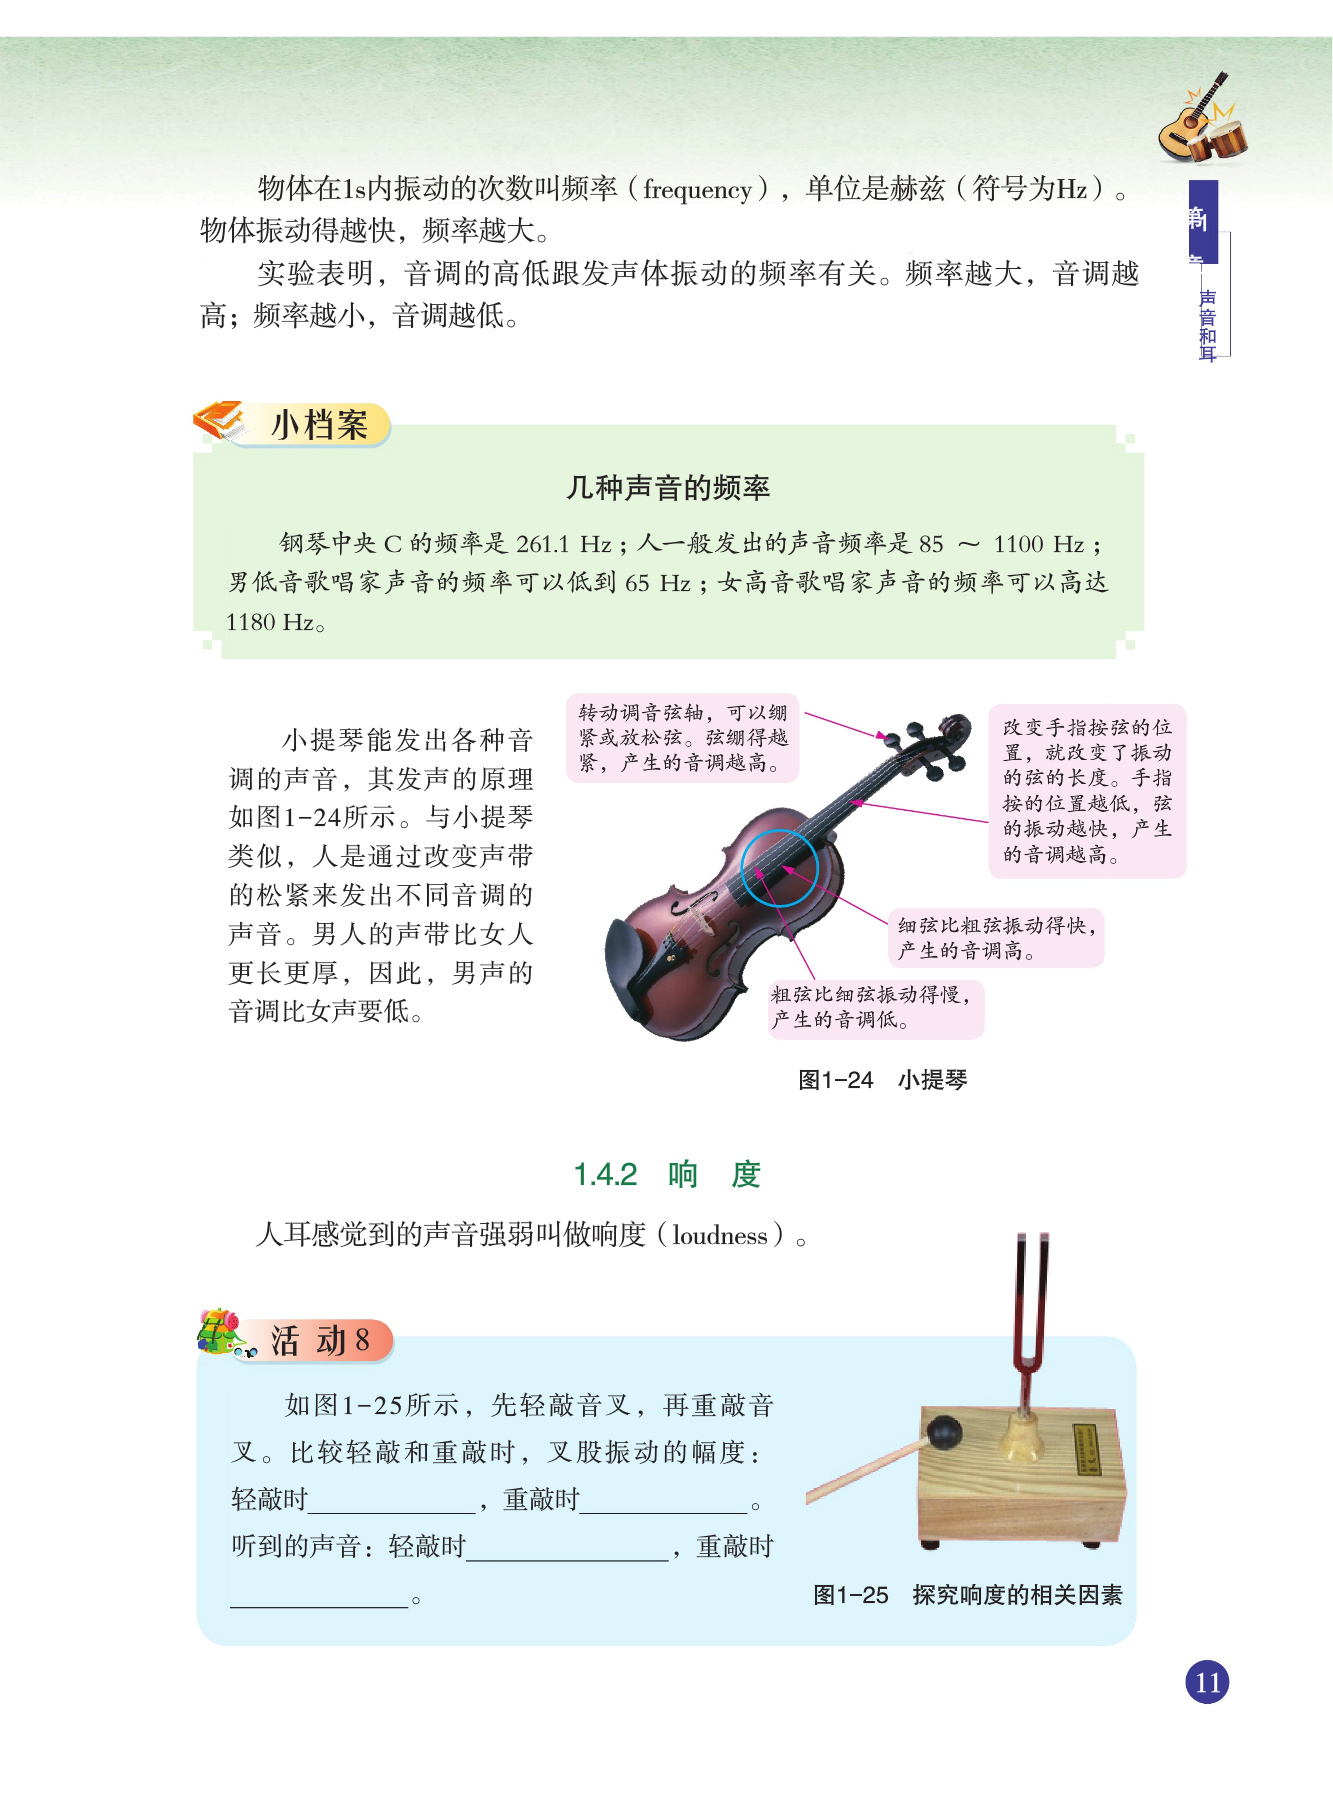 物体在1s内振动的次数叫频率（frequency），单位是赫兹（符号为Hz）。
物体振动得越快，频率越大。
实验表明，音调的高低跟发声体振动的频率有关。频率越大，音调越
高；频率越小，音调越低。
第1章
声音和耳
小档案
几种声音的频率
钢琴中央 C 的频率是 261.1 Hz；人一般发出的声音频率是 85 ～ 1100 Hz；
男低音歌唱家声音的频率可以低到 65 Hz；女高音歌唱家声音的频率可以高达
1180 Hz。
小提琴能发出各种音
调的声音，其发声的原理
如图1-24所示。与小提琴
类似，人是通过改变声带
的松紧来发出不同音调的
声音。男人的声带比女人
更长更厚，因此，男声的
音调比女声要低。
转动调音弦轴，可以绷
紧或放松弦。弦绷得越
紧，产生的音调越高。
改变手指按弦的位
置，就改变了振动
的弦的长度。手指
按的位置越低，弦
的振动越快，产生
的音调越高。
细弦比粗弦振动得快，
产生的音调高。
粗弦比细弦振动得慢，
产生的音调低。
图1-24 小提琴
1.4.2 响 度
人耳感觉到的声音强弱叫做响度（loudness）。
活 动 8
如图1-25所示，先轻敲音叉，再重敲音
叉。比较轻敲和重敲时，叉股振动的幅度：
轻敲时____________，重敲时____________。
听到的声音：轻敲时______________，重敲时
____________。
图1-25 探究响度的相关因素
11